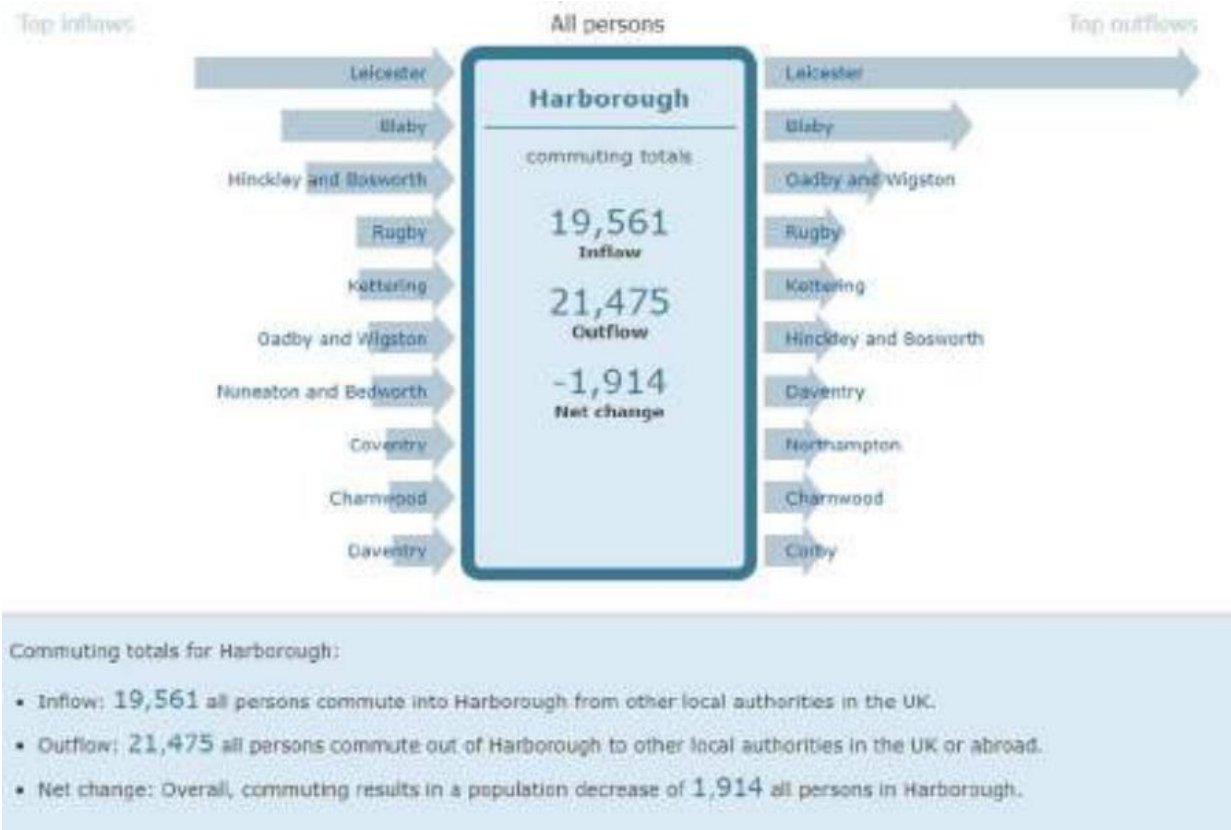 Top inflows
All persons
Top outflows
Leicester
Blaby
Hinckley and Bosworth
Rugby
Kettering
Oadby and Wigston
Nuneaton and Bedworth
Coventry
Charnwood
Daventry
Harborough
commuting totals
19,561
Inflow
21,475
Outflow
-1,914
Net change
Leicester
Blaby
Oadby and Wigston
Rugby
Kettering
Hinckley and Bosworth
Daventry
Northampton
Charnwood
Corby
Commuting totals for Harborough:
• Inflow: 19,561 all persons commute into Harborough from other local authorities in the UK.
• Outflow: 21,475 all persons commute out of Harborough to other local authorities in the UK or abroad.
• Net change: Overall, commuting results in a population decrease of 1,914 all persons in Harborough.